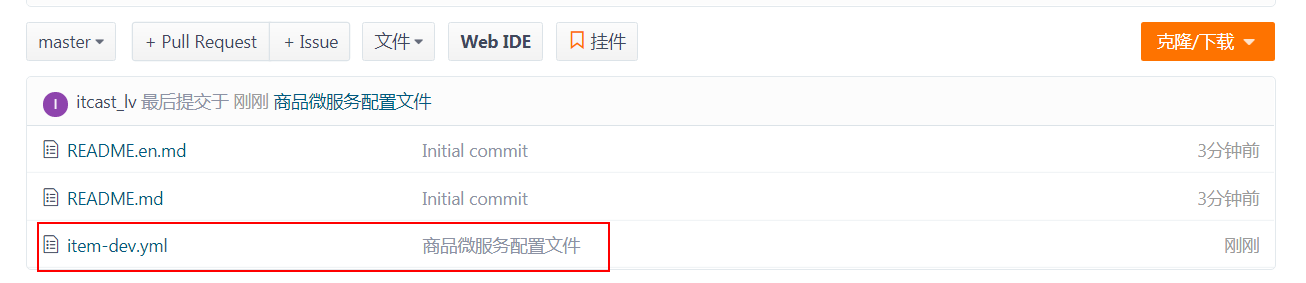 master + Pull Request + Issue 文件 Web IDE 挂件 克隆/下载
I itcast_lv 最后提交于 刚刚 商品微服务配置文件
README.en.md Initial commit 3分钟前
README.md Initial commit 3分钟前
item-dev.yml 商品微服务配置文件 刚刚